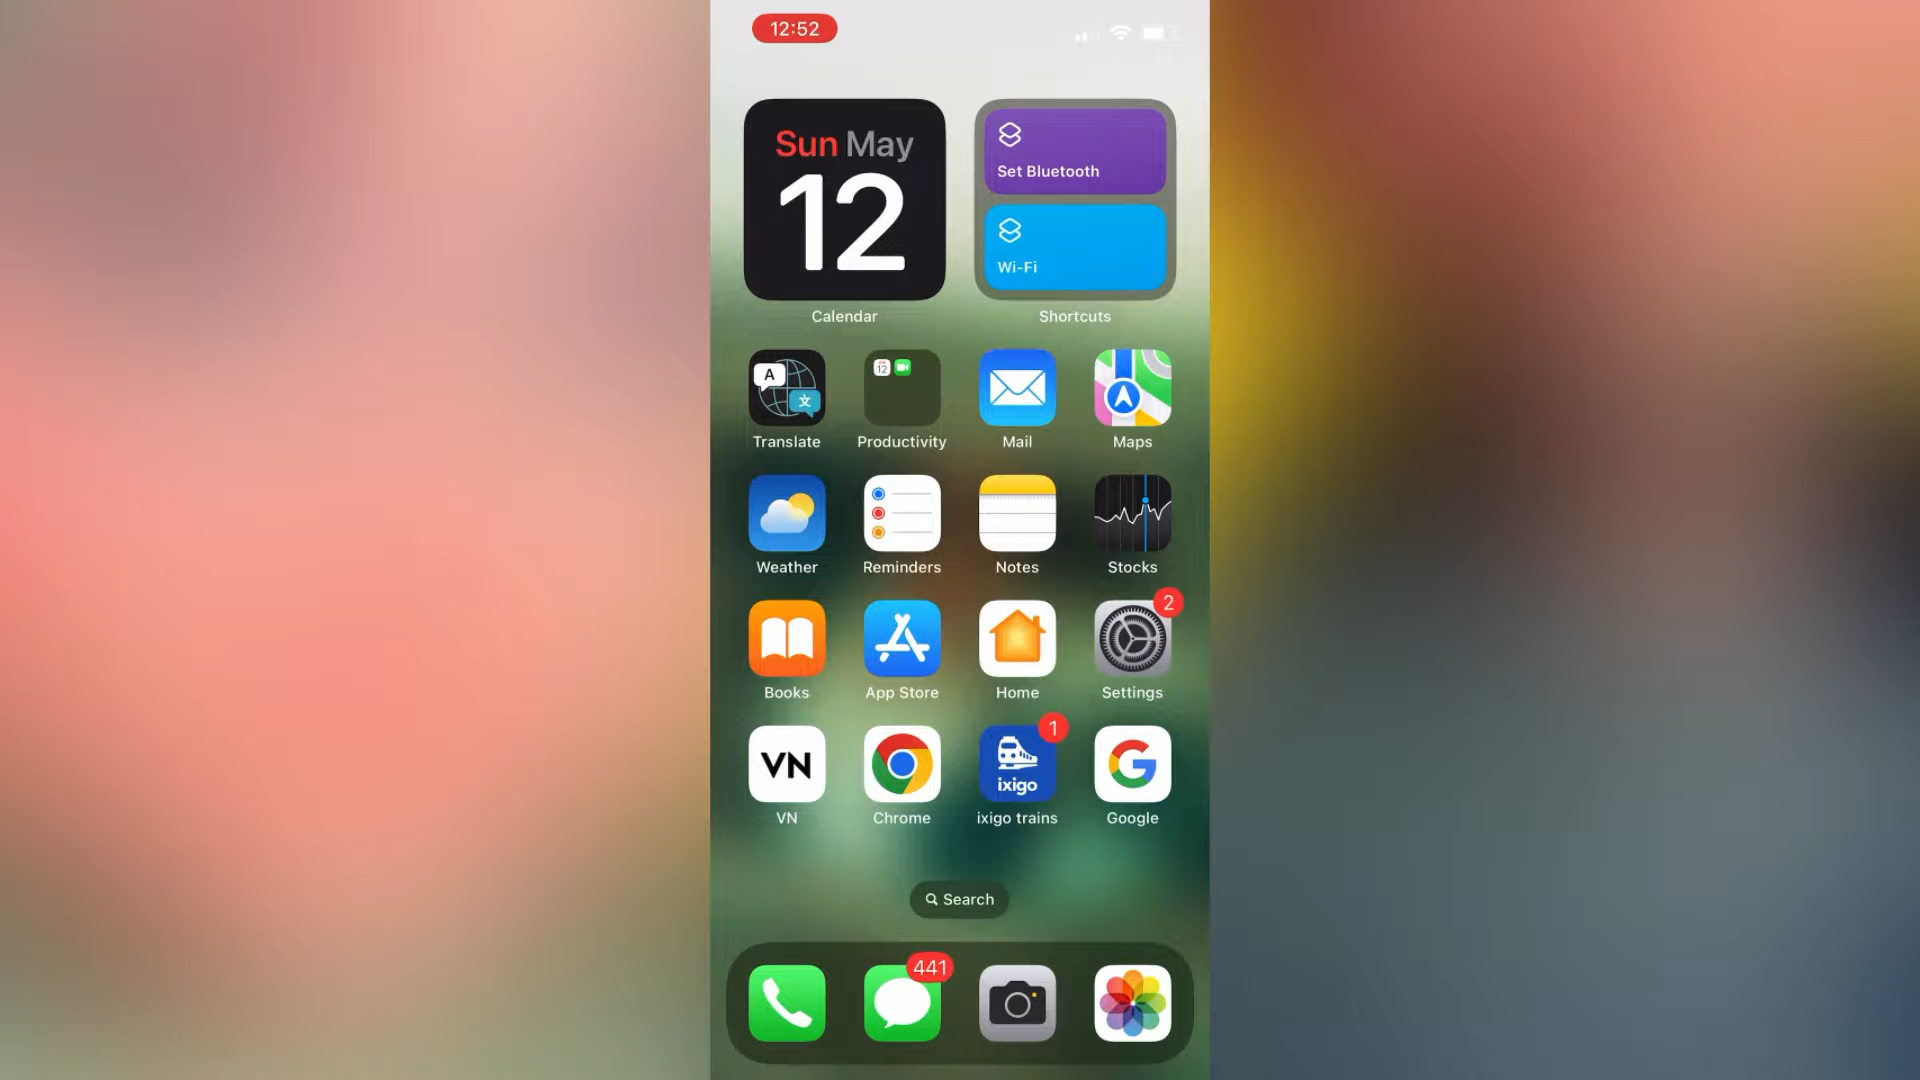 12:52
Sun May
12
Set Bluetooth
Wi-Fi
Calendar
Shortcuts
A
文
12
Translate
Productivity
Mail
Maps
Weather
Reminders
Notes
Stocks
2
Books
App Store
Home
Settings
1
VN
ixigo
G
VN
Chrome
ixigo trains
Google
Search
441